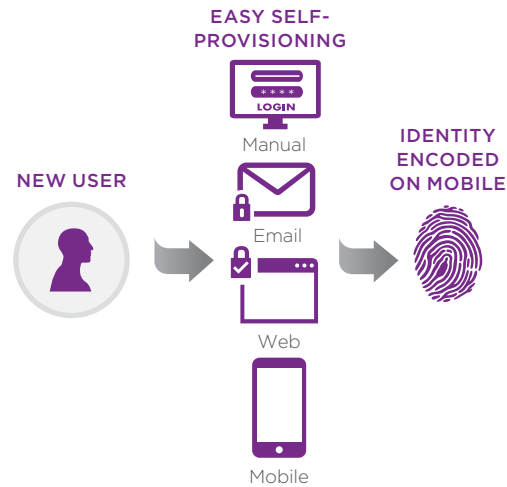 EASY SELF-
PROVISIONING
* * * *
LOGIN
Manual
NEW USER
Email
Web
Mobile
IDENTITY
ENCODED
ON MOBILE